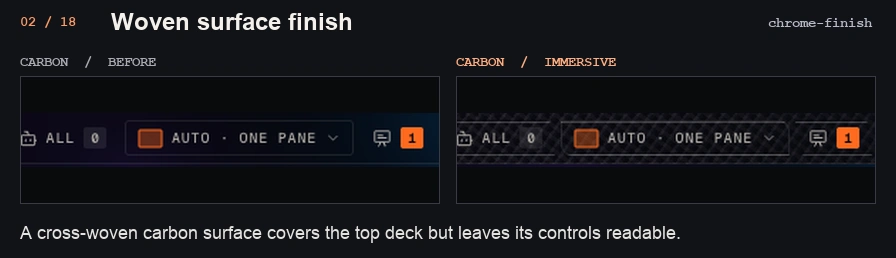 02 / 18 Woven surface finish chrome-finish
CARBON / BEFORE
CARBON / IMMERSIVE
ALL 0 AUTO · ONE PANE 1
ALL 0 AUTO · ONE PANE 1
A cross-woven carbon surface covers the top deck but leaves its controls readable.